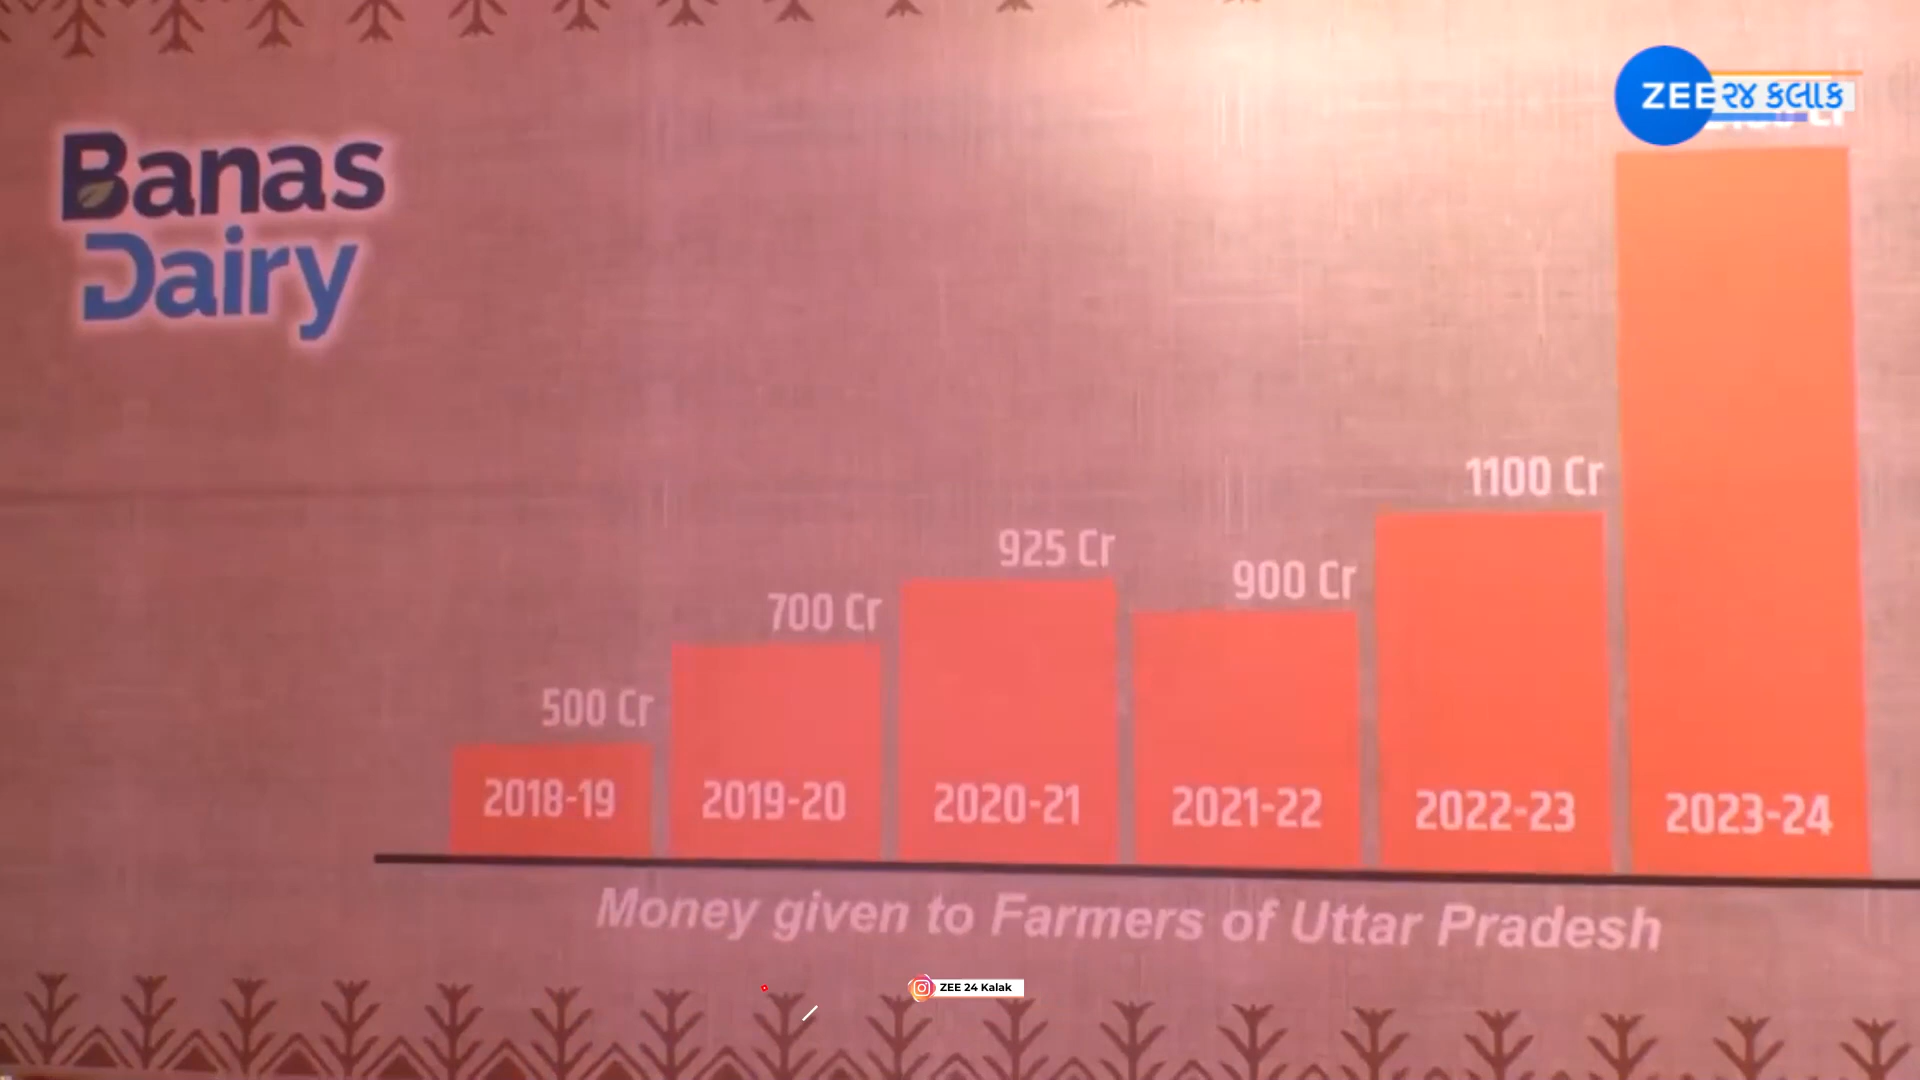 Banas
Dairy
ZEE ૨૪ કલાક
1100 Cr
925 Cr
900 Cr
700 Cr
500 Cr
2018-19
2019-20
2020-21
2021-22
2022-23
2023-24
Money given to Farmers of Uttar Pradesh
ZEE 24 Kalak